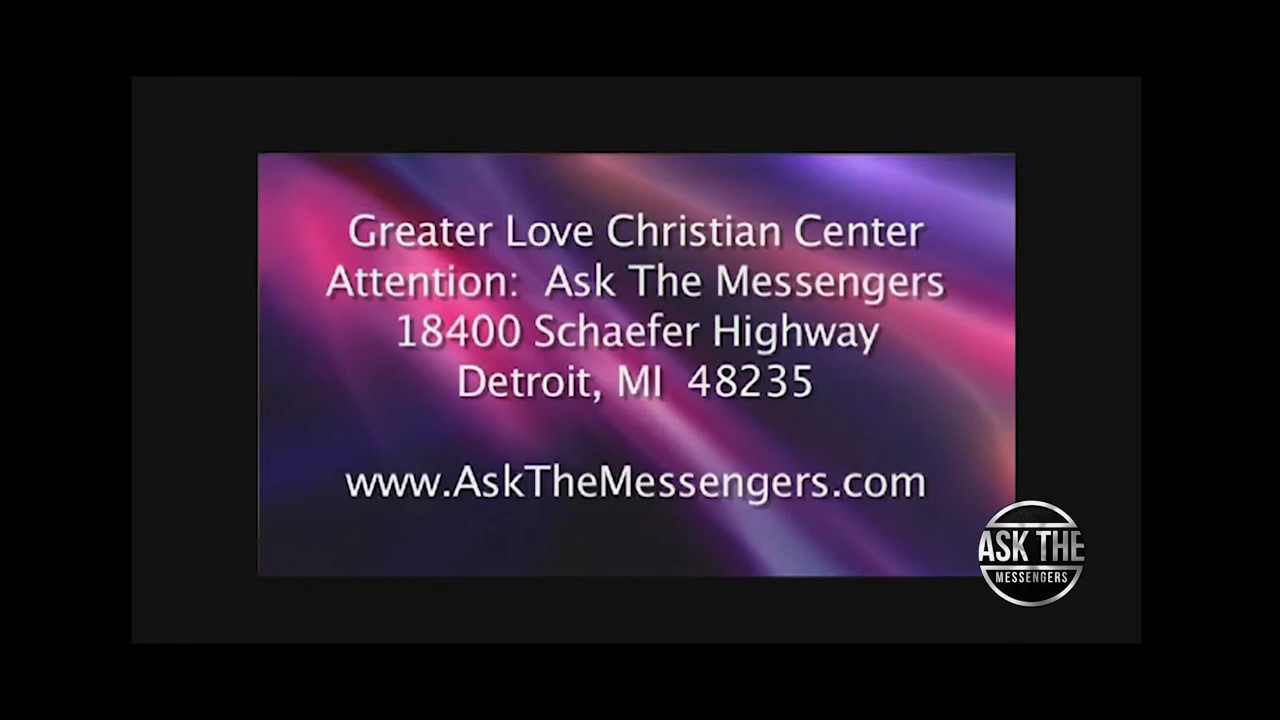 Greater Love Christian Center
Attention: Ask The Messengers
18400 Schaefer Highway
Detroit, MI 48235
www.AskTheMessengers.com
ASK THE
MESSENGERS